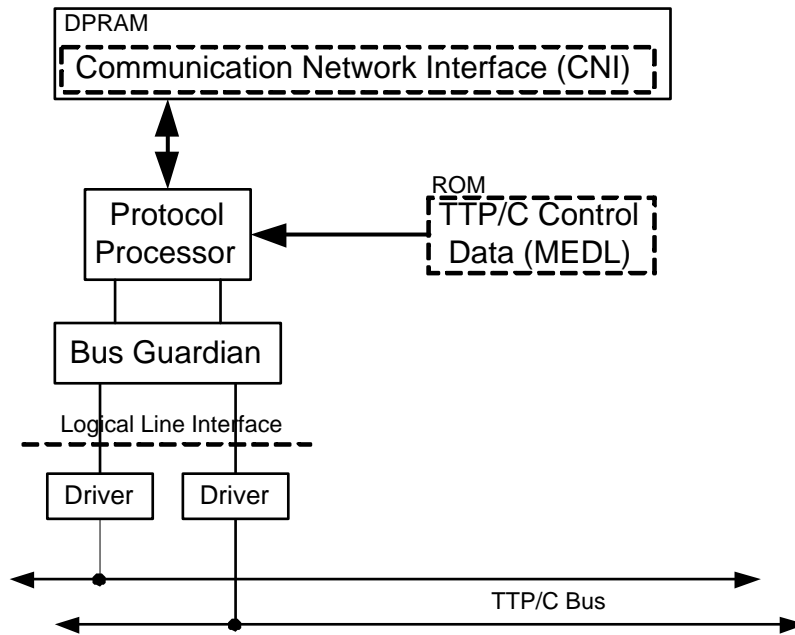 DPRAM
Communication Network Interface (CNI)
Protocol
Processor
ROM
TTP/C Control
Data (MEDL)
Bus Guardian
Logical Line Interface
Driver
Driver
TTP/C Bus